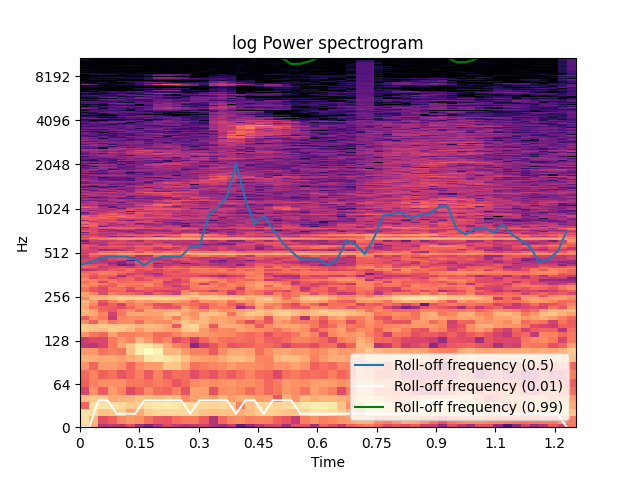 log Power spectrogram
Hz
8192
4096
2048
1024
512
256
128
64
0
Roll-off frequency (0.5)
Roll-off frequency (0.01)
Roll-off frequency (0.99)
0 0.15 0.3 0.45 0.6 0.75 0.9 1.1 1.2
Time